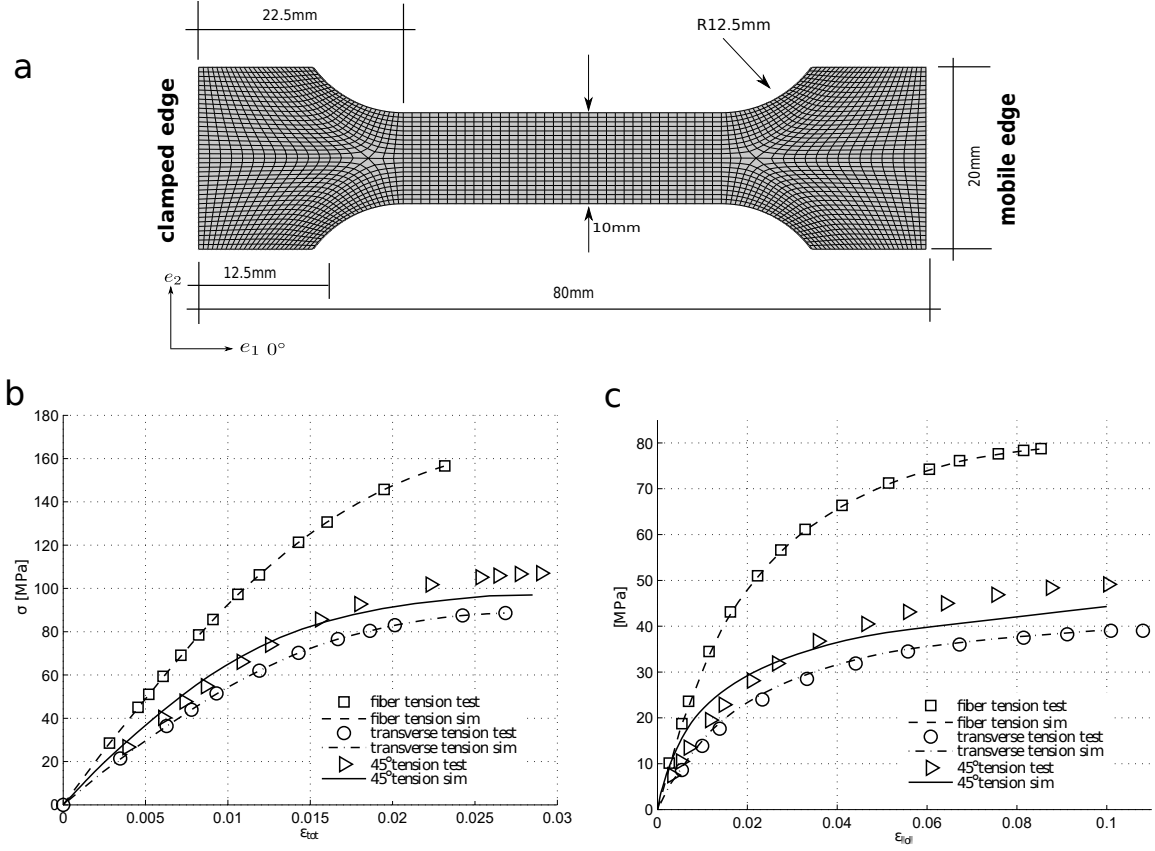 a
22.5mm
R12.5mm
clamped edge
mobile edge
20mm
10mm
12.5mm
80mm
e2
e1 0°
b
180
160
140
120
100
80
60
40
20
0
σ [MPa]
0
0.005
0.01
0.015
0.02
0.025
0.03
εtot
fiber tension test
fiber tension sim
transverse tension test
transverse tension sim
45°tension test
45°tension sim
c
80
70
60
50
40
30
20
10
0
[MPa]
0
0.02
0.04
0.06
0.08
0.1
fiber tension test
fiber tension sim
transverse tension test
transverse tension sim
45°tension test
45°tension sim